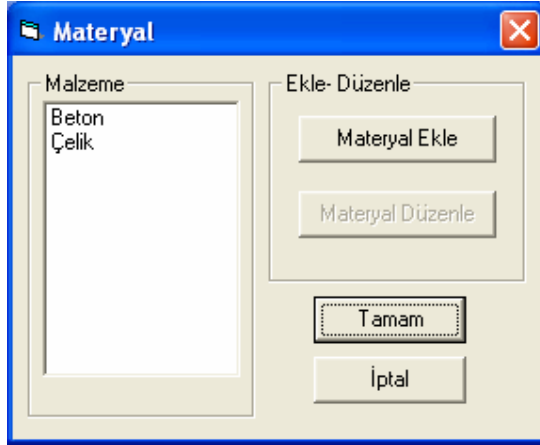 Materyal
Malzeme
Beton
Çelik
Ekle- Düzenle
Materyal Ekle
Materyal Düzenle
Tamam
İptal